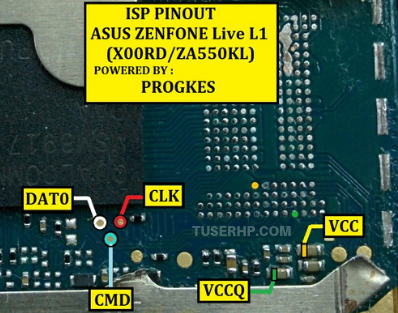 ISP PINOUT
ASUS ZENFONE Live L1
(X00RD/ZA550KL)
POWERED BY :
PROGKES
DAT0
CLK
TUSERHP.COM
VCC
VCCQ
CMD